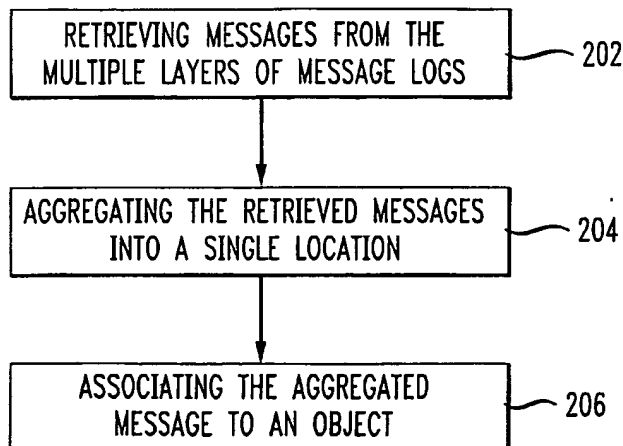 RETRIEVING MESSAGES FROM THE
MULTIPLE LAYERS OF MESSAGE LOGS
202
AGGREGATING THE RETRIEVED MESSAGES
INTO A SINGLE LOCATION
204
ASSOCIATING THE AGGREGATED
MESSAGE TO AN OBJECT
206